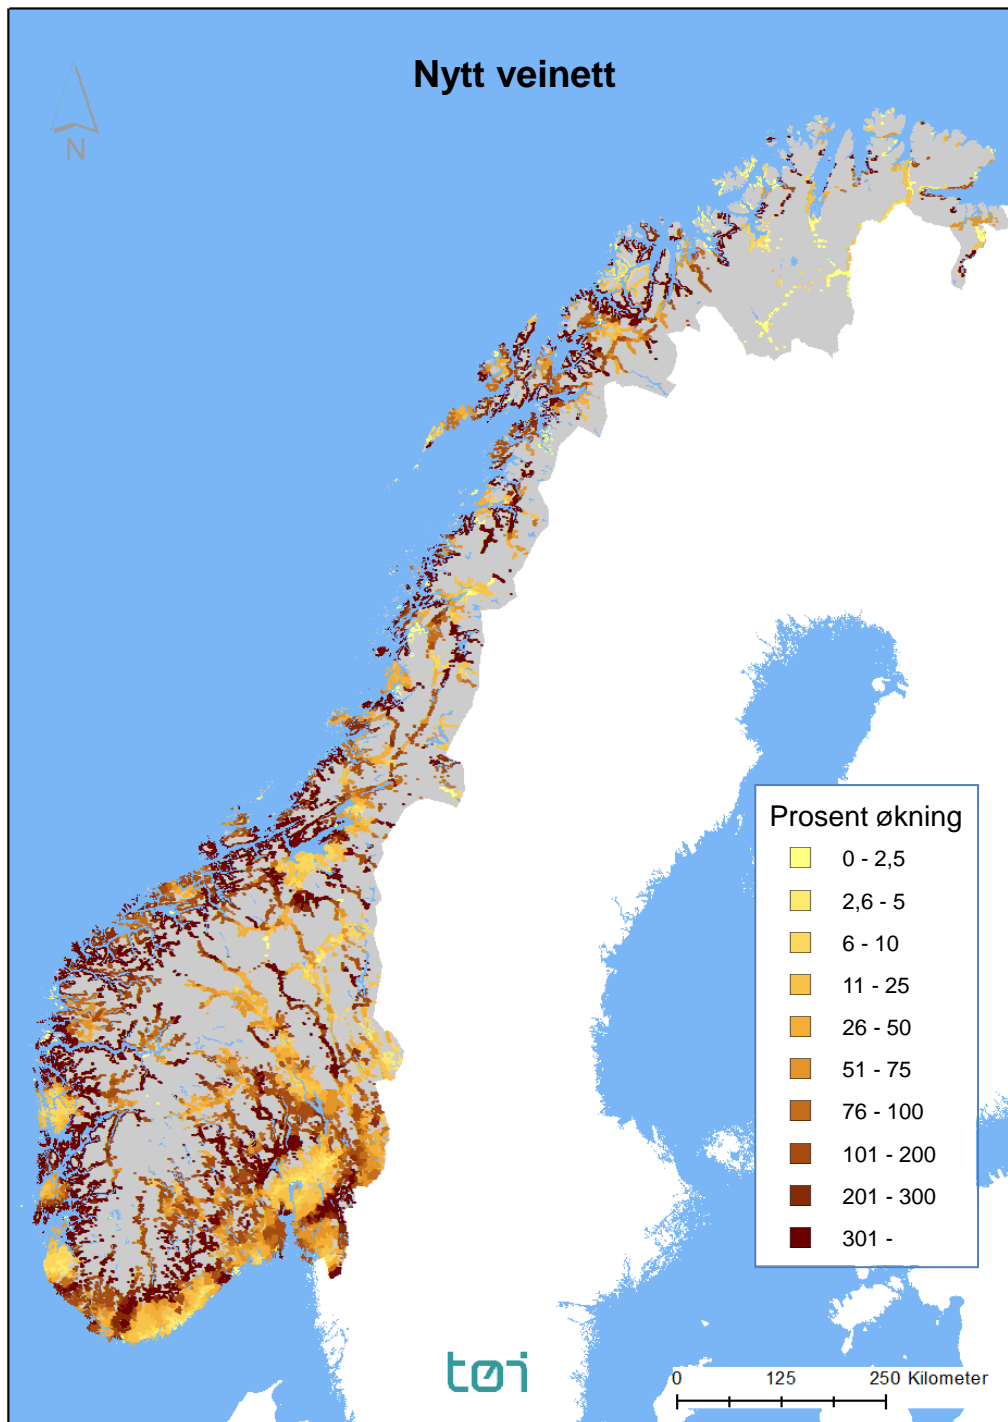 Nytt veinett
N
Prosent økning
0 - 2,5
2,6 - 5
6 - 10
11 - 25
26 - 50
51 - 75
76 - 100
101 - 200
201 - 300
301 -
tøi
0 125 250 Kilometer